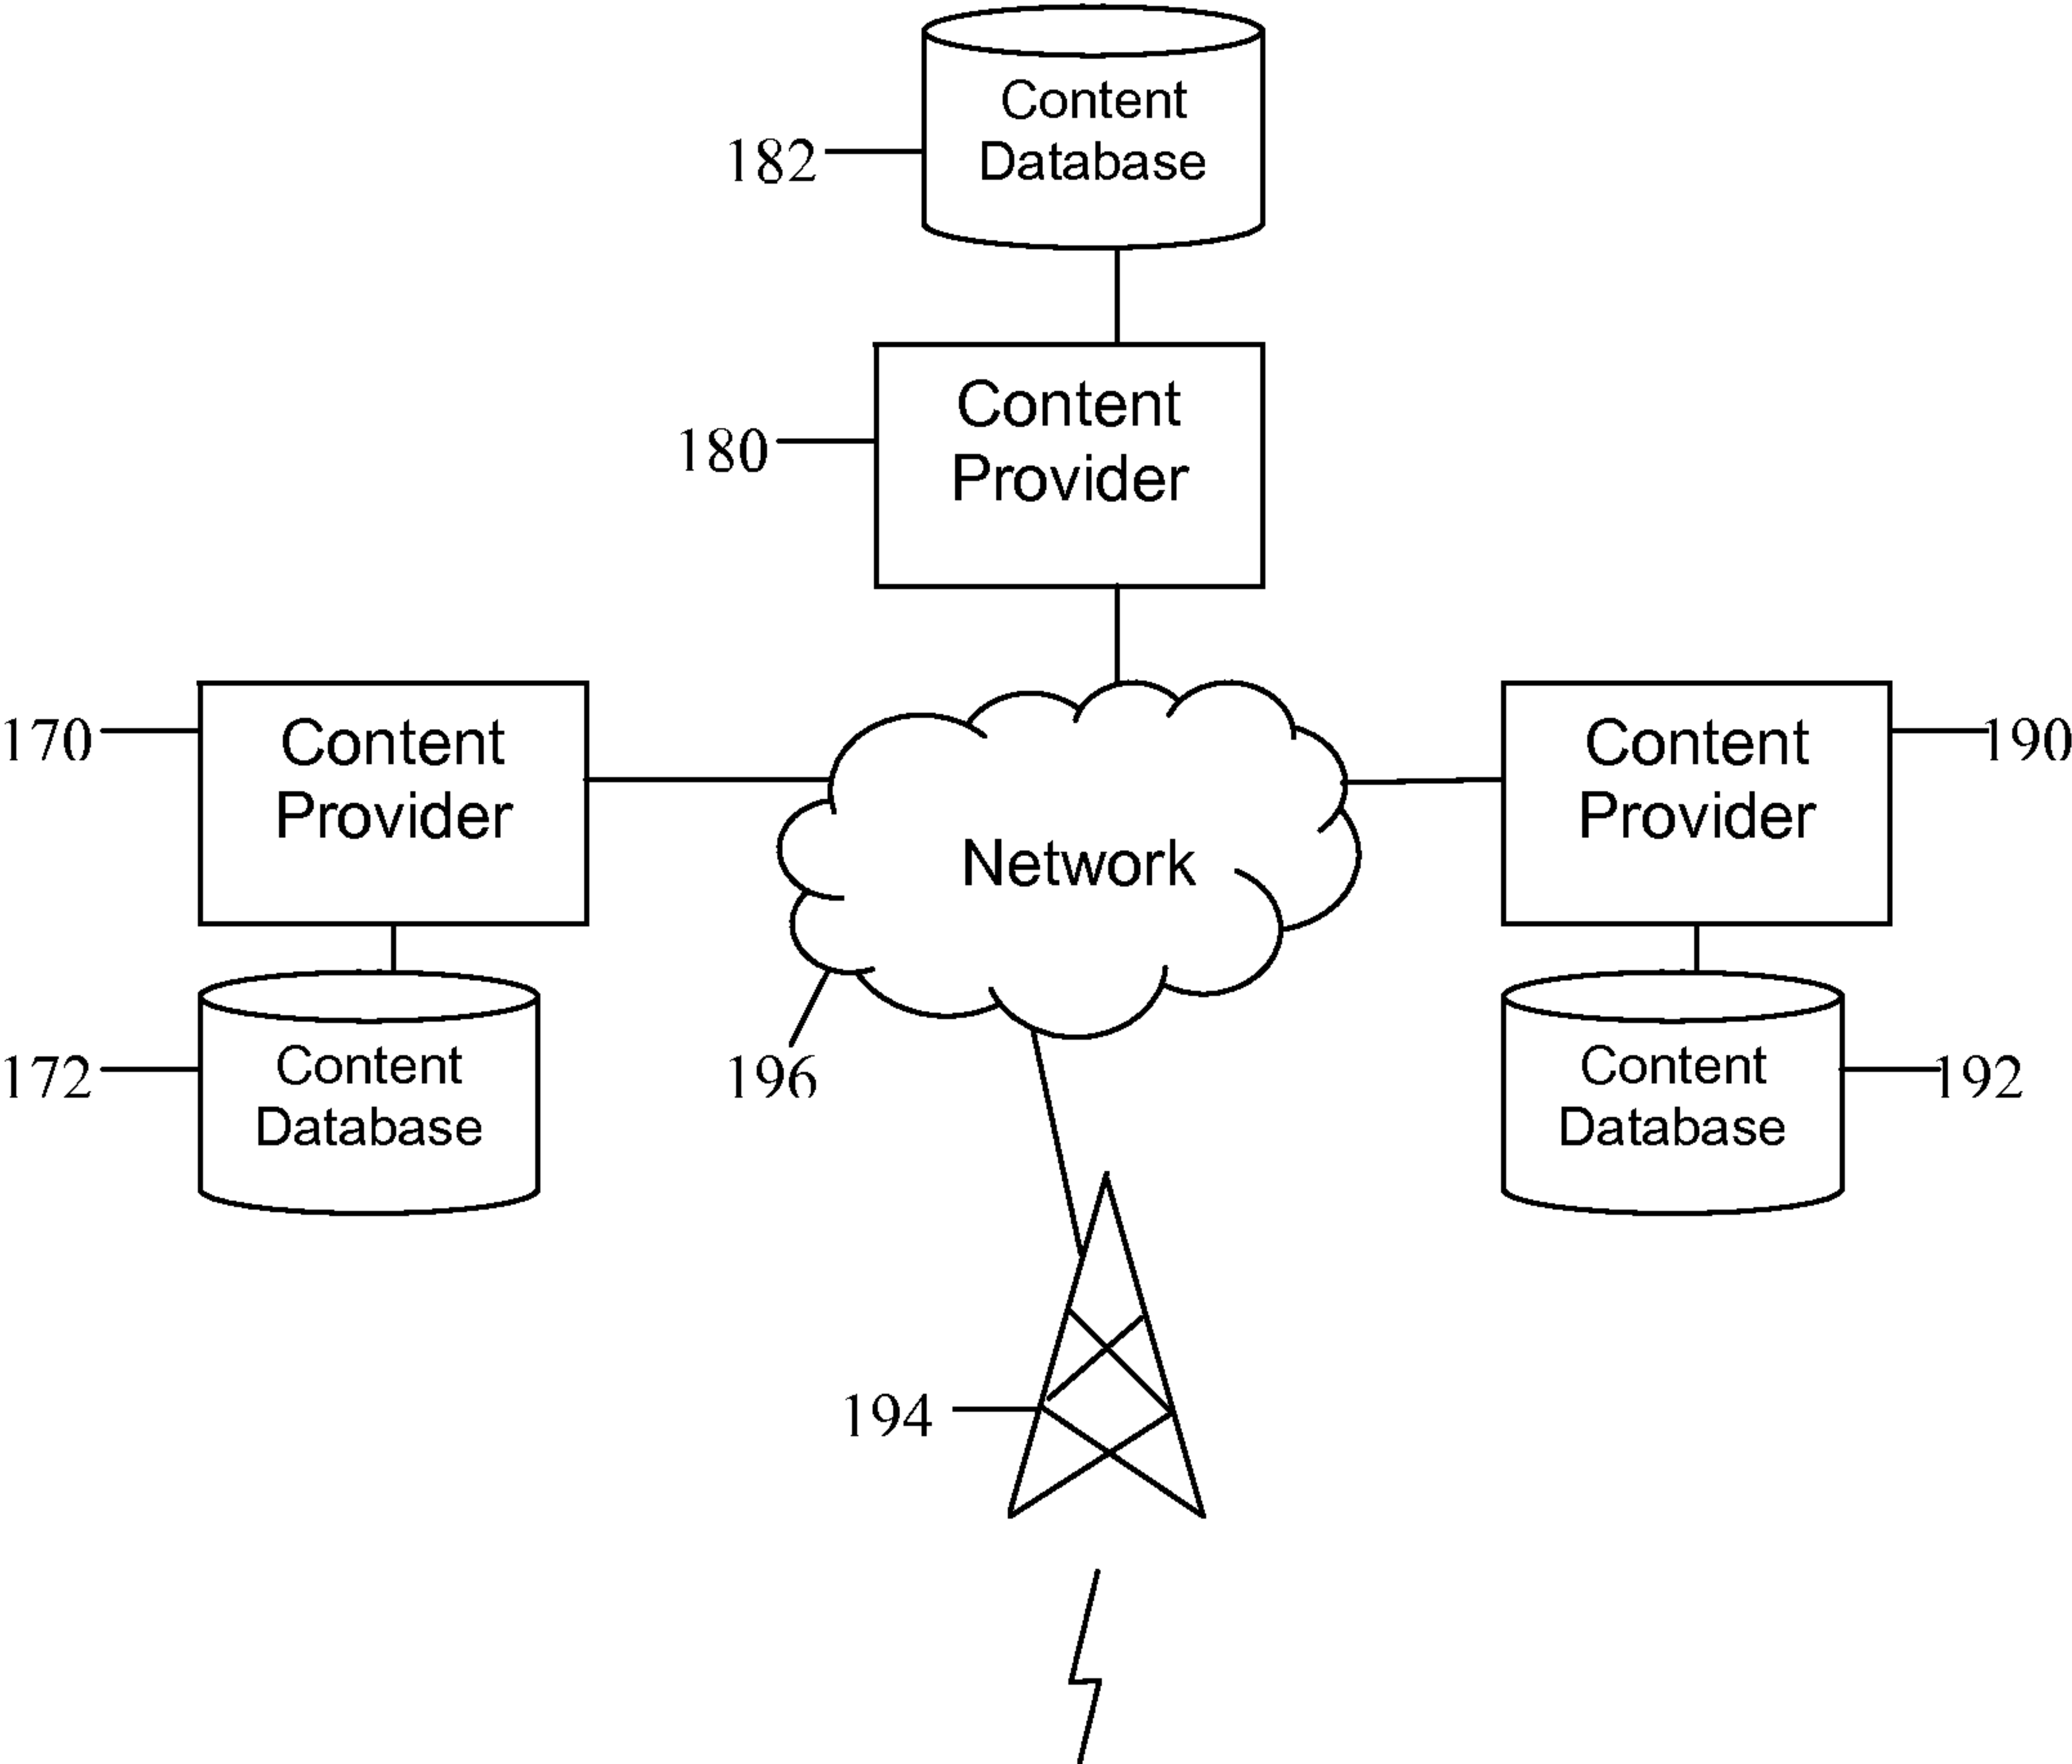 Content
Database
182
Content
Provider
180
170
Content
Provider
Content
Provider
190
Network
172
Content
Database
196
Content
Database
192
194